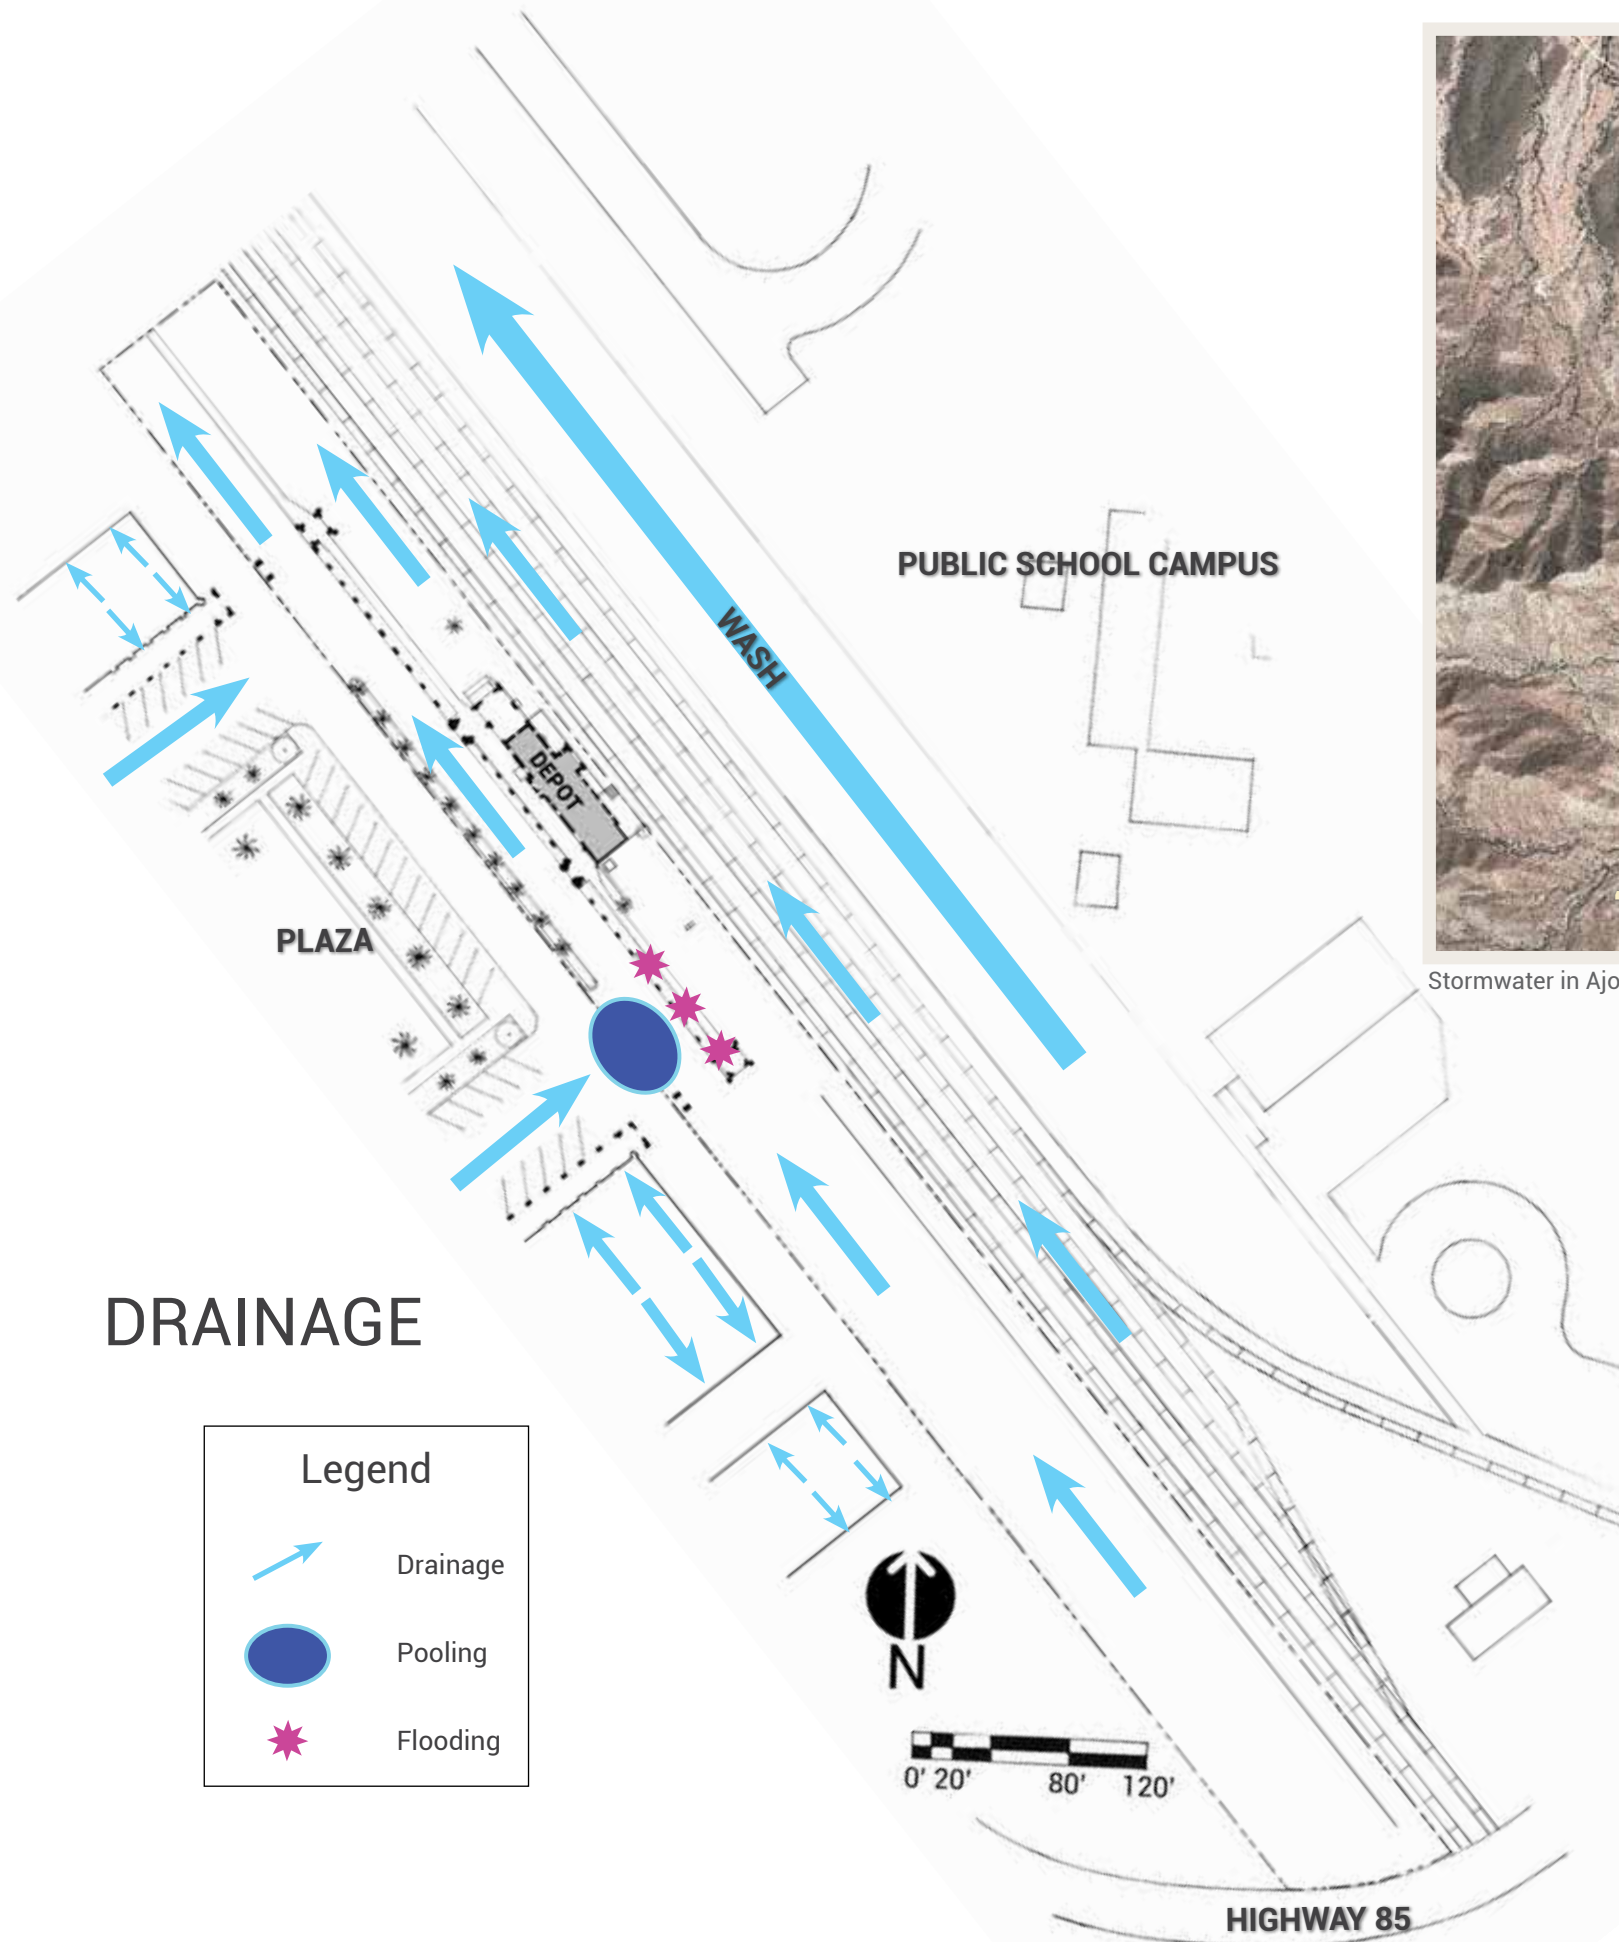 PUBLIC SCHOOL CAMPUS
WASH
DEPOT
PLAZA
Stormwater in Ajo
DRAINAGE
Legend
Drainage
Pooling
Flooding
N
0' 20' 80' 120'
HIGHWAY 85